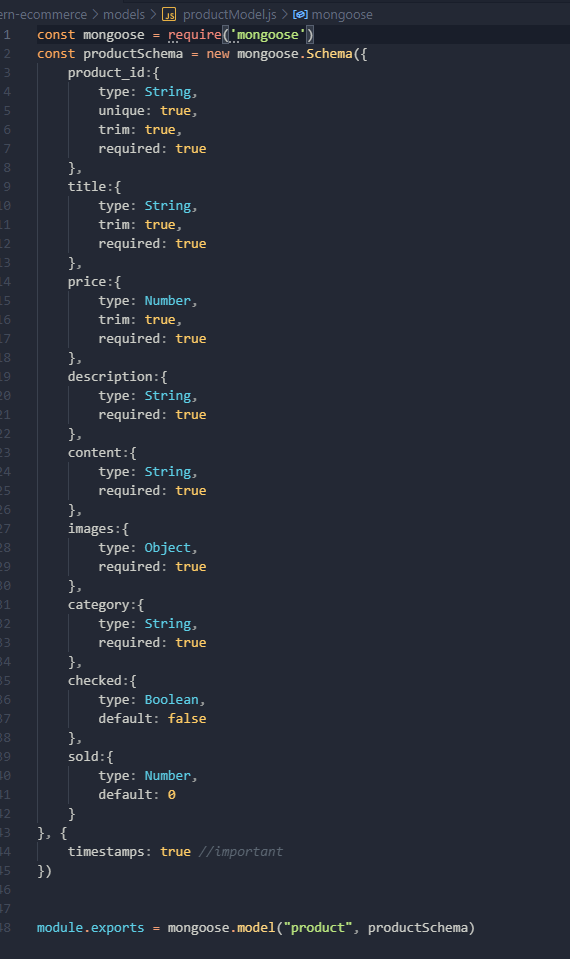 ern-ecommerce > models > JS productModel.js > mongoose
1 const mongoose = require('mongoose')
2 const productSchema = new mongoose.Schema({
3 product_id:{
4 type: String,
5 unique: true,
6 trim: true,
7 required: true
8 },
9 title:{
10 type: String,
11 trim: true,
12 required: true
13 },
14 price:{
15 type: Number,
16 trim: true,
17 required: true
18 },
19 description:{
20 type: String,
21 required: true
22 },
23 content:{
24 type: String,
25 required: true
26 },
27 images:{
28 type: Object,
29 required: true
30 },
31 category:{
32 type: String,
33 required: true
34 },
35 checked:{
36 type: Boolean,
37 default: false
38 },
39 sold:{
40 type: Number,
41 default: 0
42 }
43 }, {
44 timestamps: true //important
45 })
46
47
48 module.exports = mongoose.model("product", productSchema)